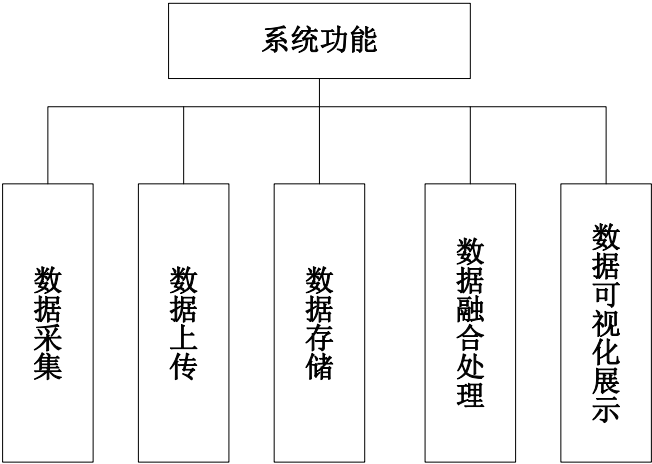 系统功能
数据采集
数据上传
数据存储
数据融合处理
数据可视化展示